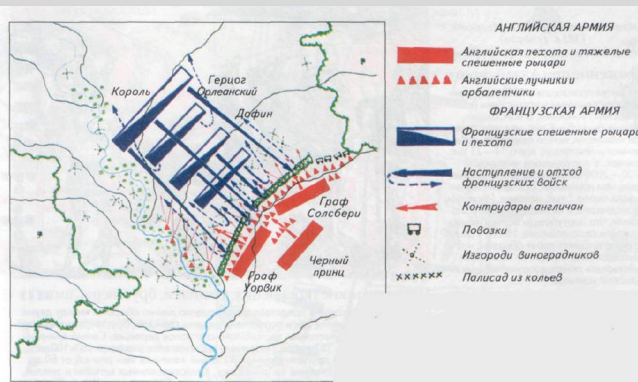 Король
Герцог
Орлеанский
Дофин
Граф
Солсбери
Черный
принц
Граф
Уорвик
АНГЛИЙСКАЯ АРМИЯ
Английская пехота и тяжелые
спешенные рыцари
Английские лучники и
арбалетчики
ФРАНЦУЗСКАЯ АРМИЯ
Французские спешенные рыцари
и пехота
Наступление и отход
французских войск
Контрудары англичан
Повозки
Изгороди виноградников
Палисад из кольев